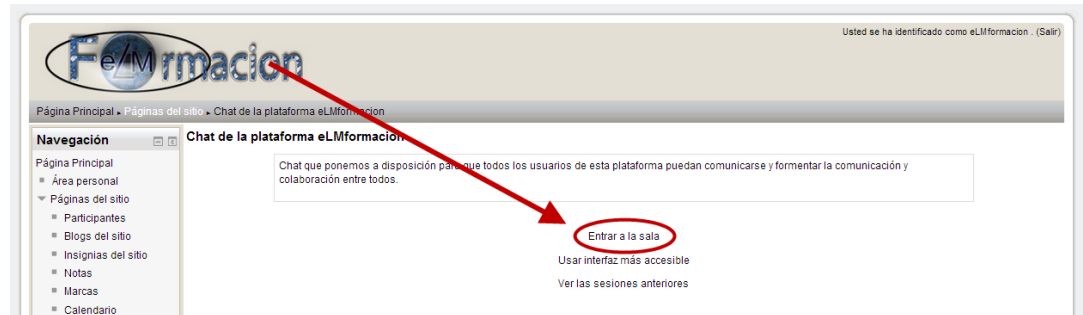 Usted se ha identificado como eLMformacion . (Salir)
Fe/Mrmacion
Página Principal ▸ Páginas del sitio ▸ Chat de la plataforma eLMformacion
Navegación
Chat de la plataforma eLMformacion
Página Principal
Chat que ponemos a disposición para que todos los usuarios de esta plataforma puedan comunicarse y formentar la comunicación y
colaboración entre todos.
Área personal
Páginas del sitio
Participantes
Blogs del sitio
Insignias del sitio
Notas
Marcas
Calendario
Entrar a la sala
Usar interfaz más accesible
Ver las sesiones anteriores